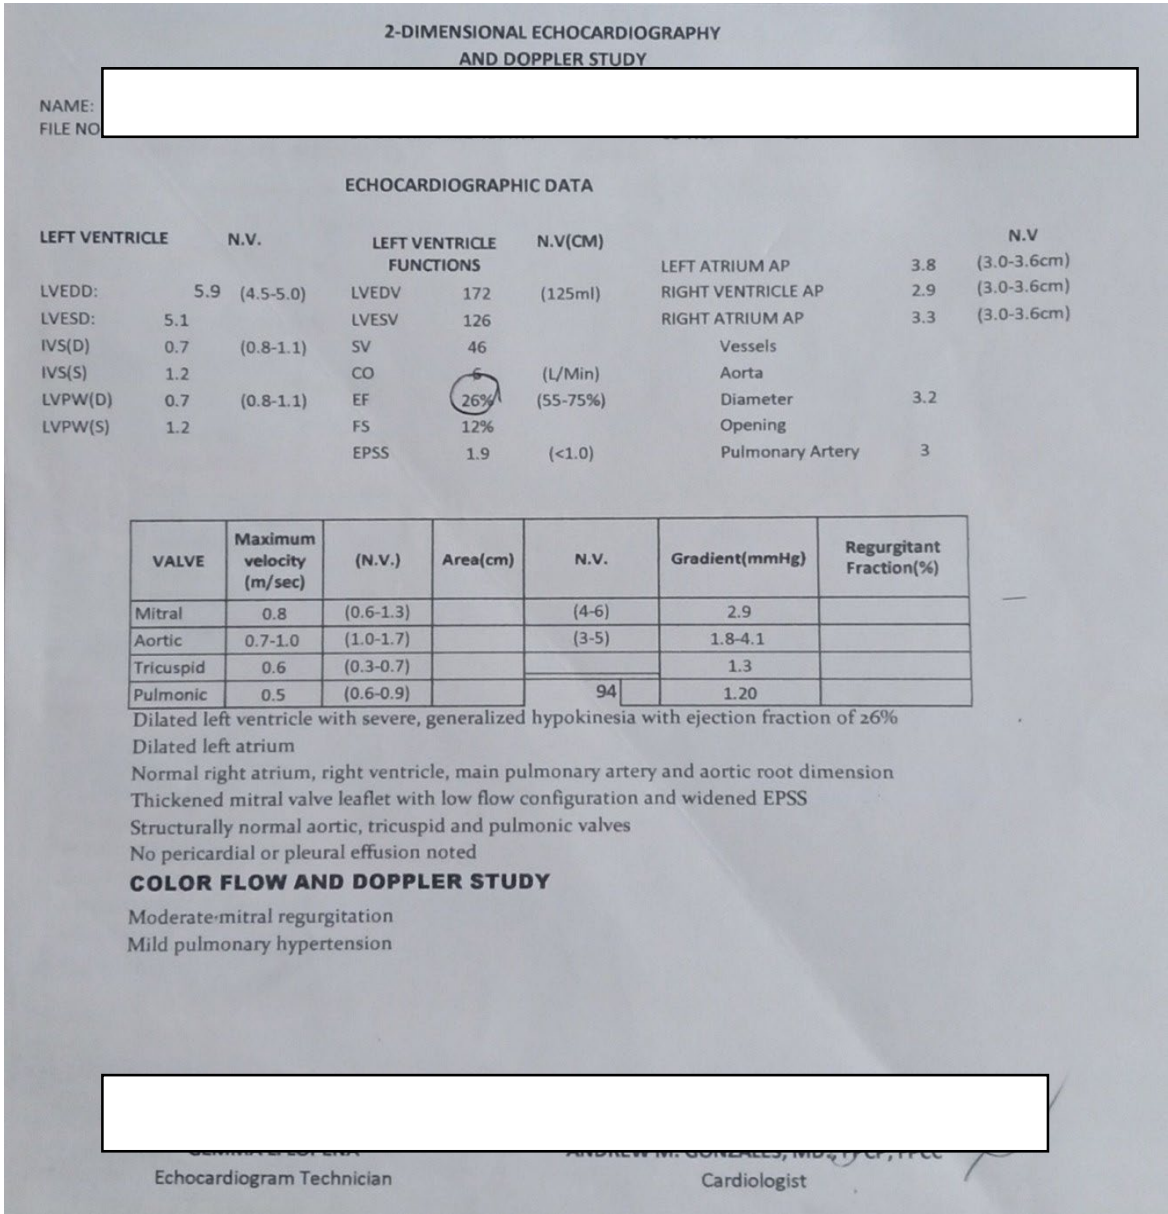 2-DIMENSIONAL ECHOCARDIOGRAPHY
AND DOPPLER STUDY
NAME:
FILE NO
ECHOCARDIOGRAPHIC DATA
LEFT VENTRICLE N.V. LEFT VENTRICLE FUNCTIONS N.V(CM) N.V
LEFT ATRIUM AP 3.8 (3.0-3.6cm)
LVEDD: 5.9 (4.5-5.0) LVEDV 172 (125ml) RIGHT VENTRICLE AP 2.9 (3.0-3.6cm)
LVESD: 5.1 LVESV 126 RIGHT ATRIUM AP 3.3 (3.0-3.6cm)
IVS(D) 0.7 (0.8-1.1) SV 46 Vessels
IVS(S) 1.2 CO 6 (L/Min) Aorta
LVPW(D) 0.7 (0.8-1.1) EF 26% (55-75%) Diameter 3.2
LVPW(S) 1.2 FS 12% Opening
EPSS 1.9 (<1.0) Pulmonary Artery 3
VALVE Maximum velocity (m/sec) (N.V.) Area(cm) N.V. Gradient(mmHg) Regurgitant Fraction(%)
Mitral 0.8 (0.6-1.3) (4-6) 2.9
Aortic 0.7-1.0 (1.0-1.7) (3-5) 1.8-4.1
Tricuspid 0.6 (0.3-0.7) 1.3
Pulmonic 0.5 (0.6-0.9) 94 1.20
Dilated left ventricle with severe, generalized hypokinesia with ejection fraction of 26%
Dilated left atrium
Normal right atrium, right ventricle, main pulmonary artery and aortic root dimension
Thickened mitral valve leaflet with low flow configuration and widened EPSS
Structurally normal aortic, tricuspid and pulmonic valves
No pericardial or pleural effusion noted
COLOR FLOW AND DOPPLER STUDY
Moderate mitral regurgitation
Mild pulmonary hypertension
Echocardiogram Technician Cardiologist